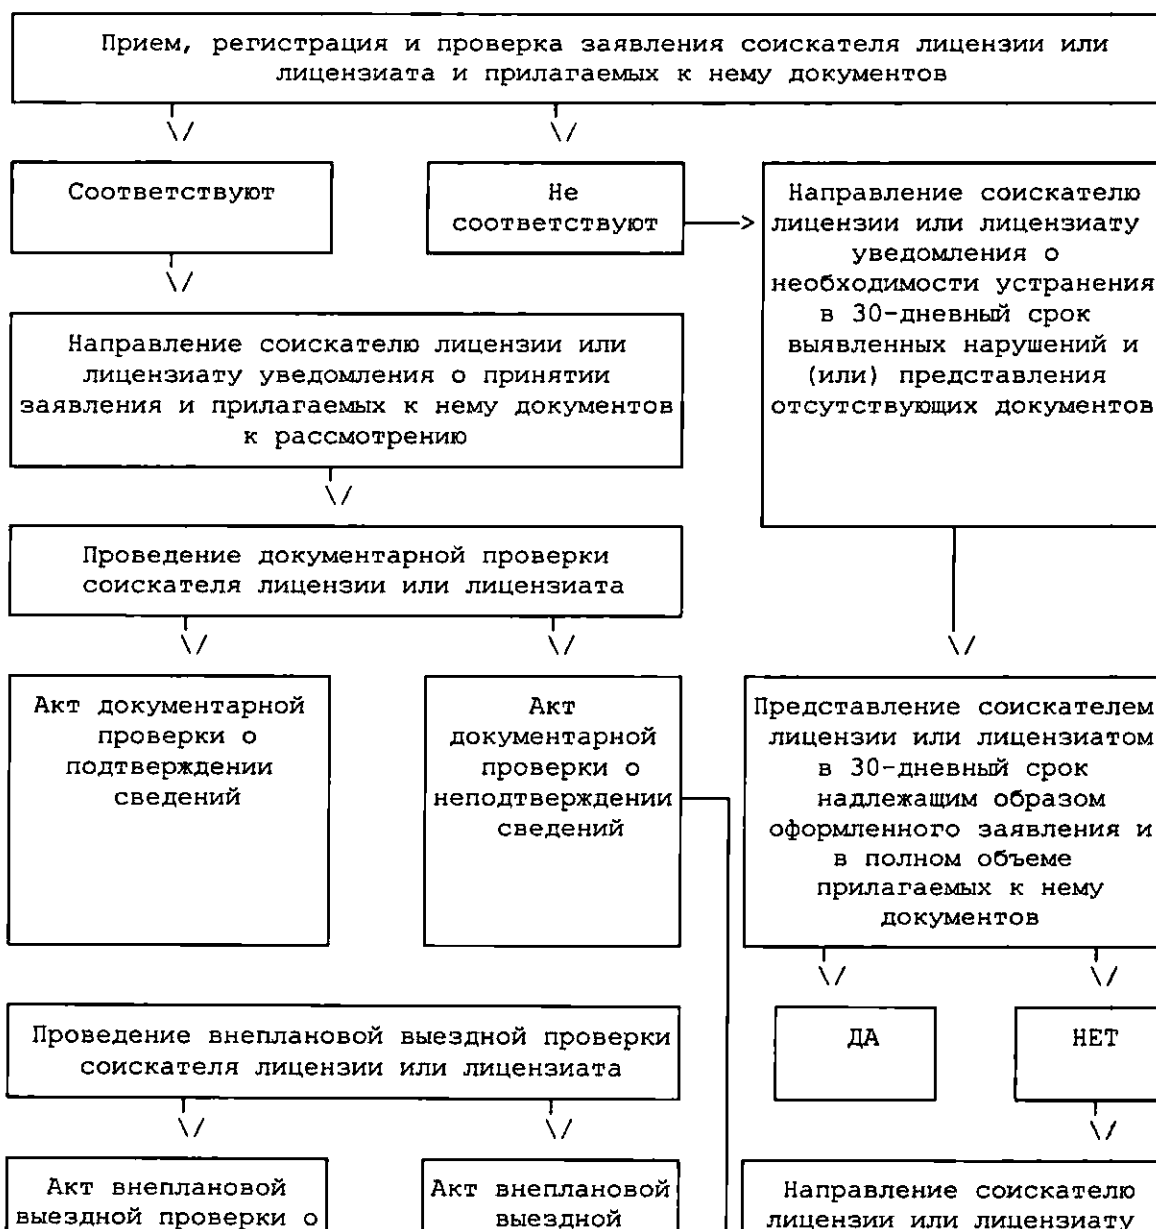 Прием, регистрация и проверка заявления соискателя лицензии или
лицензиата и прилагаемых к нему документов
Соответствуют
Не
соответствуют
Направление соискателю
лицензии или лицензиату
уведомления о
необходимости устранения
в 30-дневный срок
выявленных нарушений и
(или) представления
отсутствующих документов
Направление соискателю лицензии или
лицензиату уведомления о принятии
заявления и прилагаемых к нему документов
к рассмотрению
Проведение документарной проверки
соискателя лицензии или лицензиата
Акт документарной
проверки о
подтверждении
сведений
Акт
документарной
проверки о
неподтверждении
сведений
Представление соискателем
лицензии или лицензиатом
в 30-дневный срок
надлежащим образом
оформленного заявления и
в полном объеме
прилагаемых к нему
документов
ДА
НЕТ
Проведение внеплановой выездной проверки
соискателя лицензии или лицензиата
Акт внеплановой
выездной проверки о
Акт внеплановой
выездной
Направление соискателю
лицензии или лицензиату